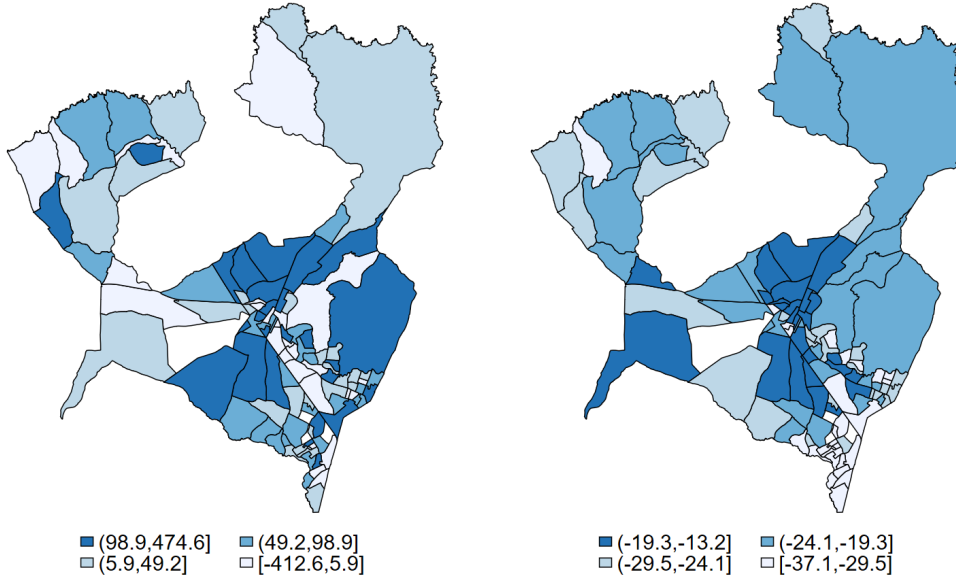 (98.9,474.6] (49.2,98.9]
(5.9,49.2] [-412.6,5.9]
(-19.3,-13.2] (-24.1,-19.3]
(-29.5,-24.1] [-37.1,-29.5]